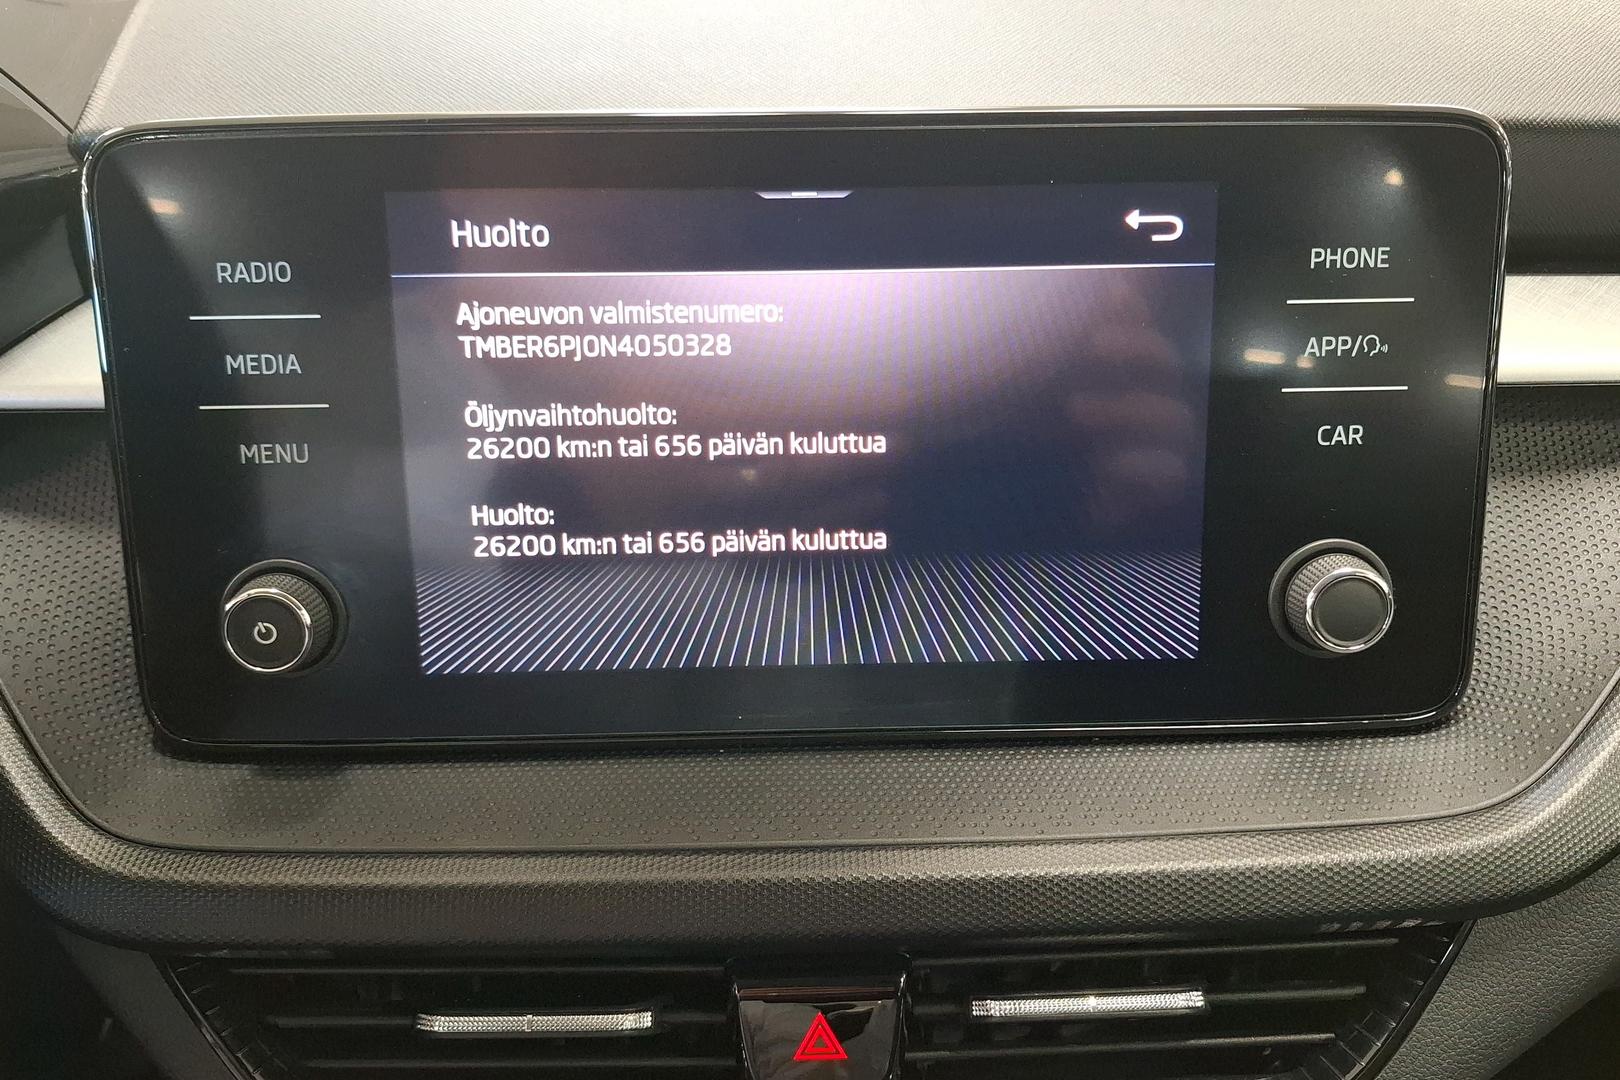 Huolto
RADIO
MEDIA
MENU
Ajoneuvon valmistenumero:
TMBER6PJ0N4050328
Öljynvaihtohuolto:
26200 km:n tai 656 päivän kuluttua
Huolto:
26200 km:n tai 656 päivän kuluttua
PHONE
APP/
CAR